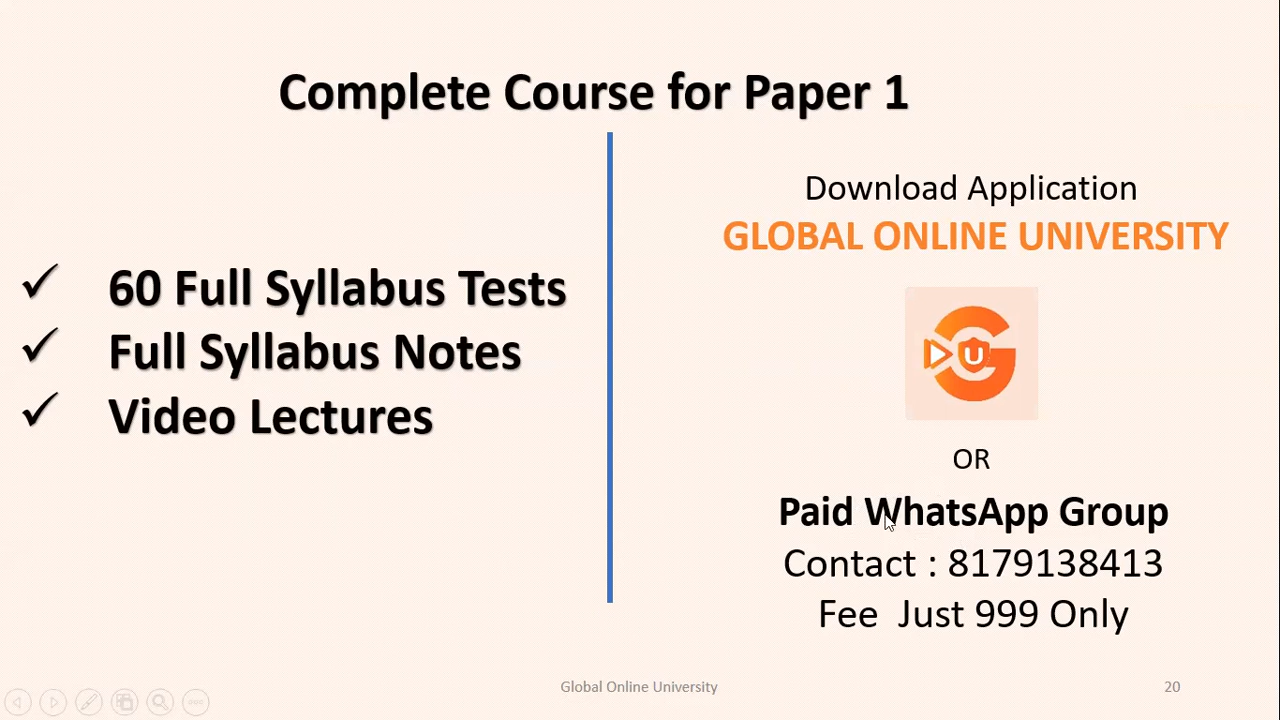 Complete Course for Paper 1
✓ 60 Full Syllabus Tests
✓ Full Syllabus Notes
✓ Video Lectures
Download Application
GLOBAL ONLINE UNIVERSITY
U
OR
Paid WhatsApp Group
Contact : 8179138413
Fee Just 999 Only
Global Online University
20